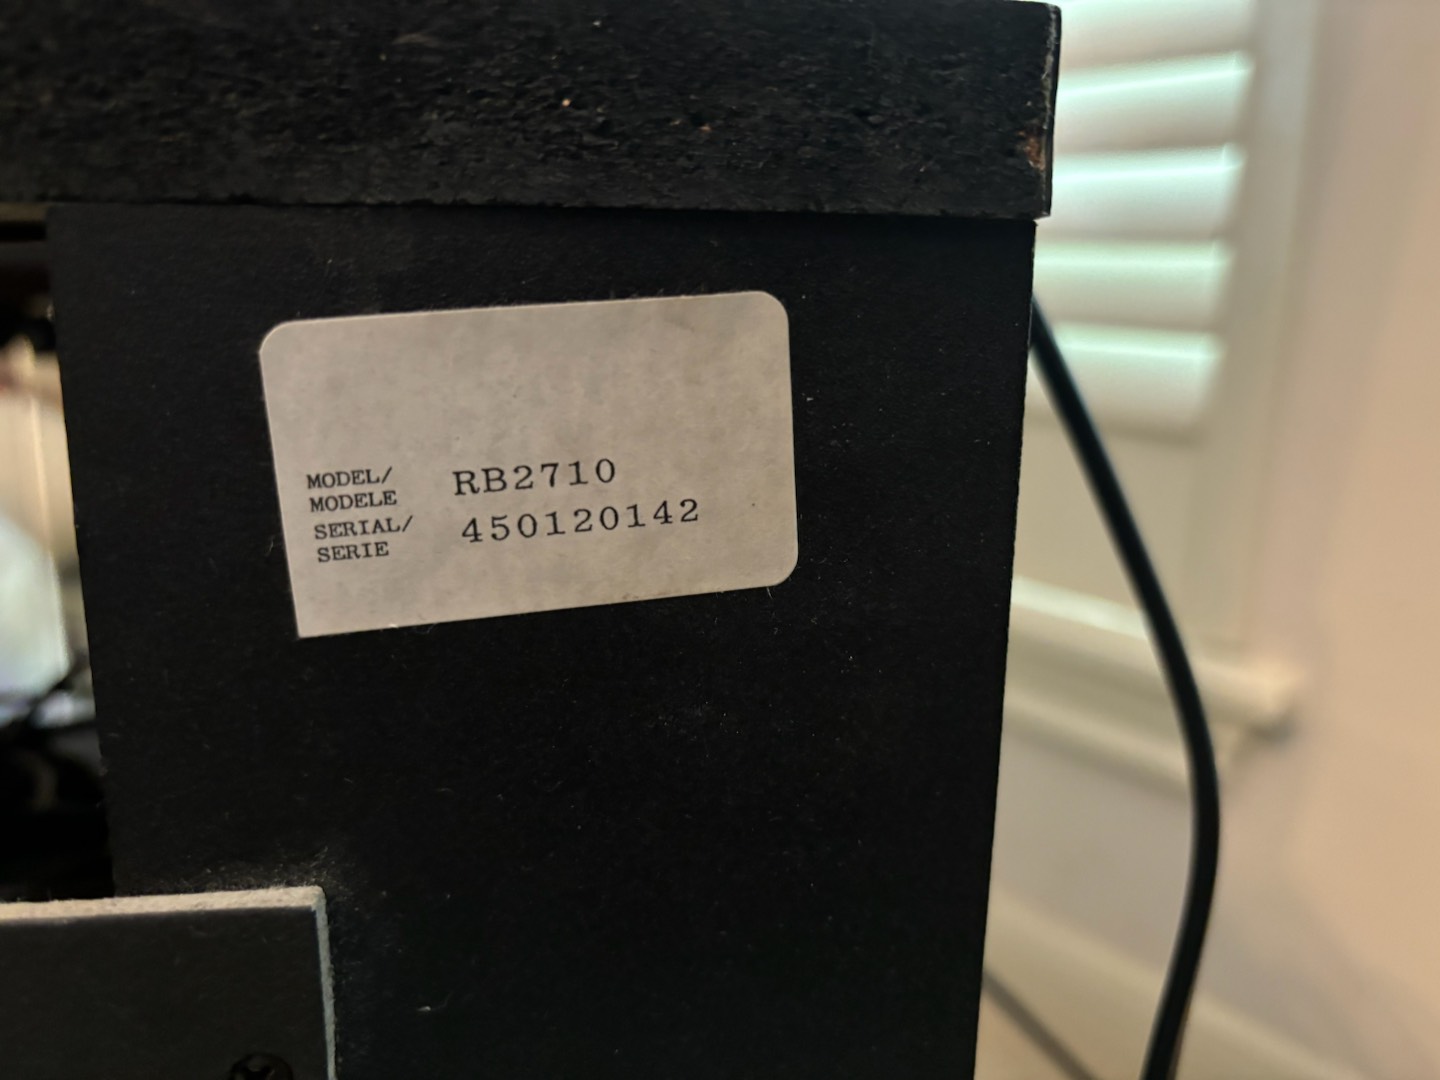 MODEL/
MODELE RB2710
SERIAL/
SERIE 450120142